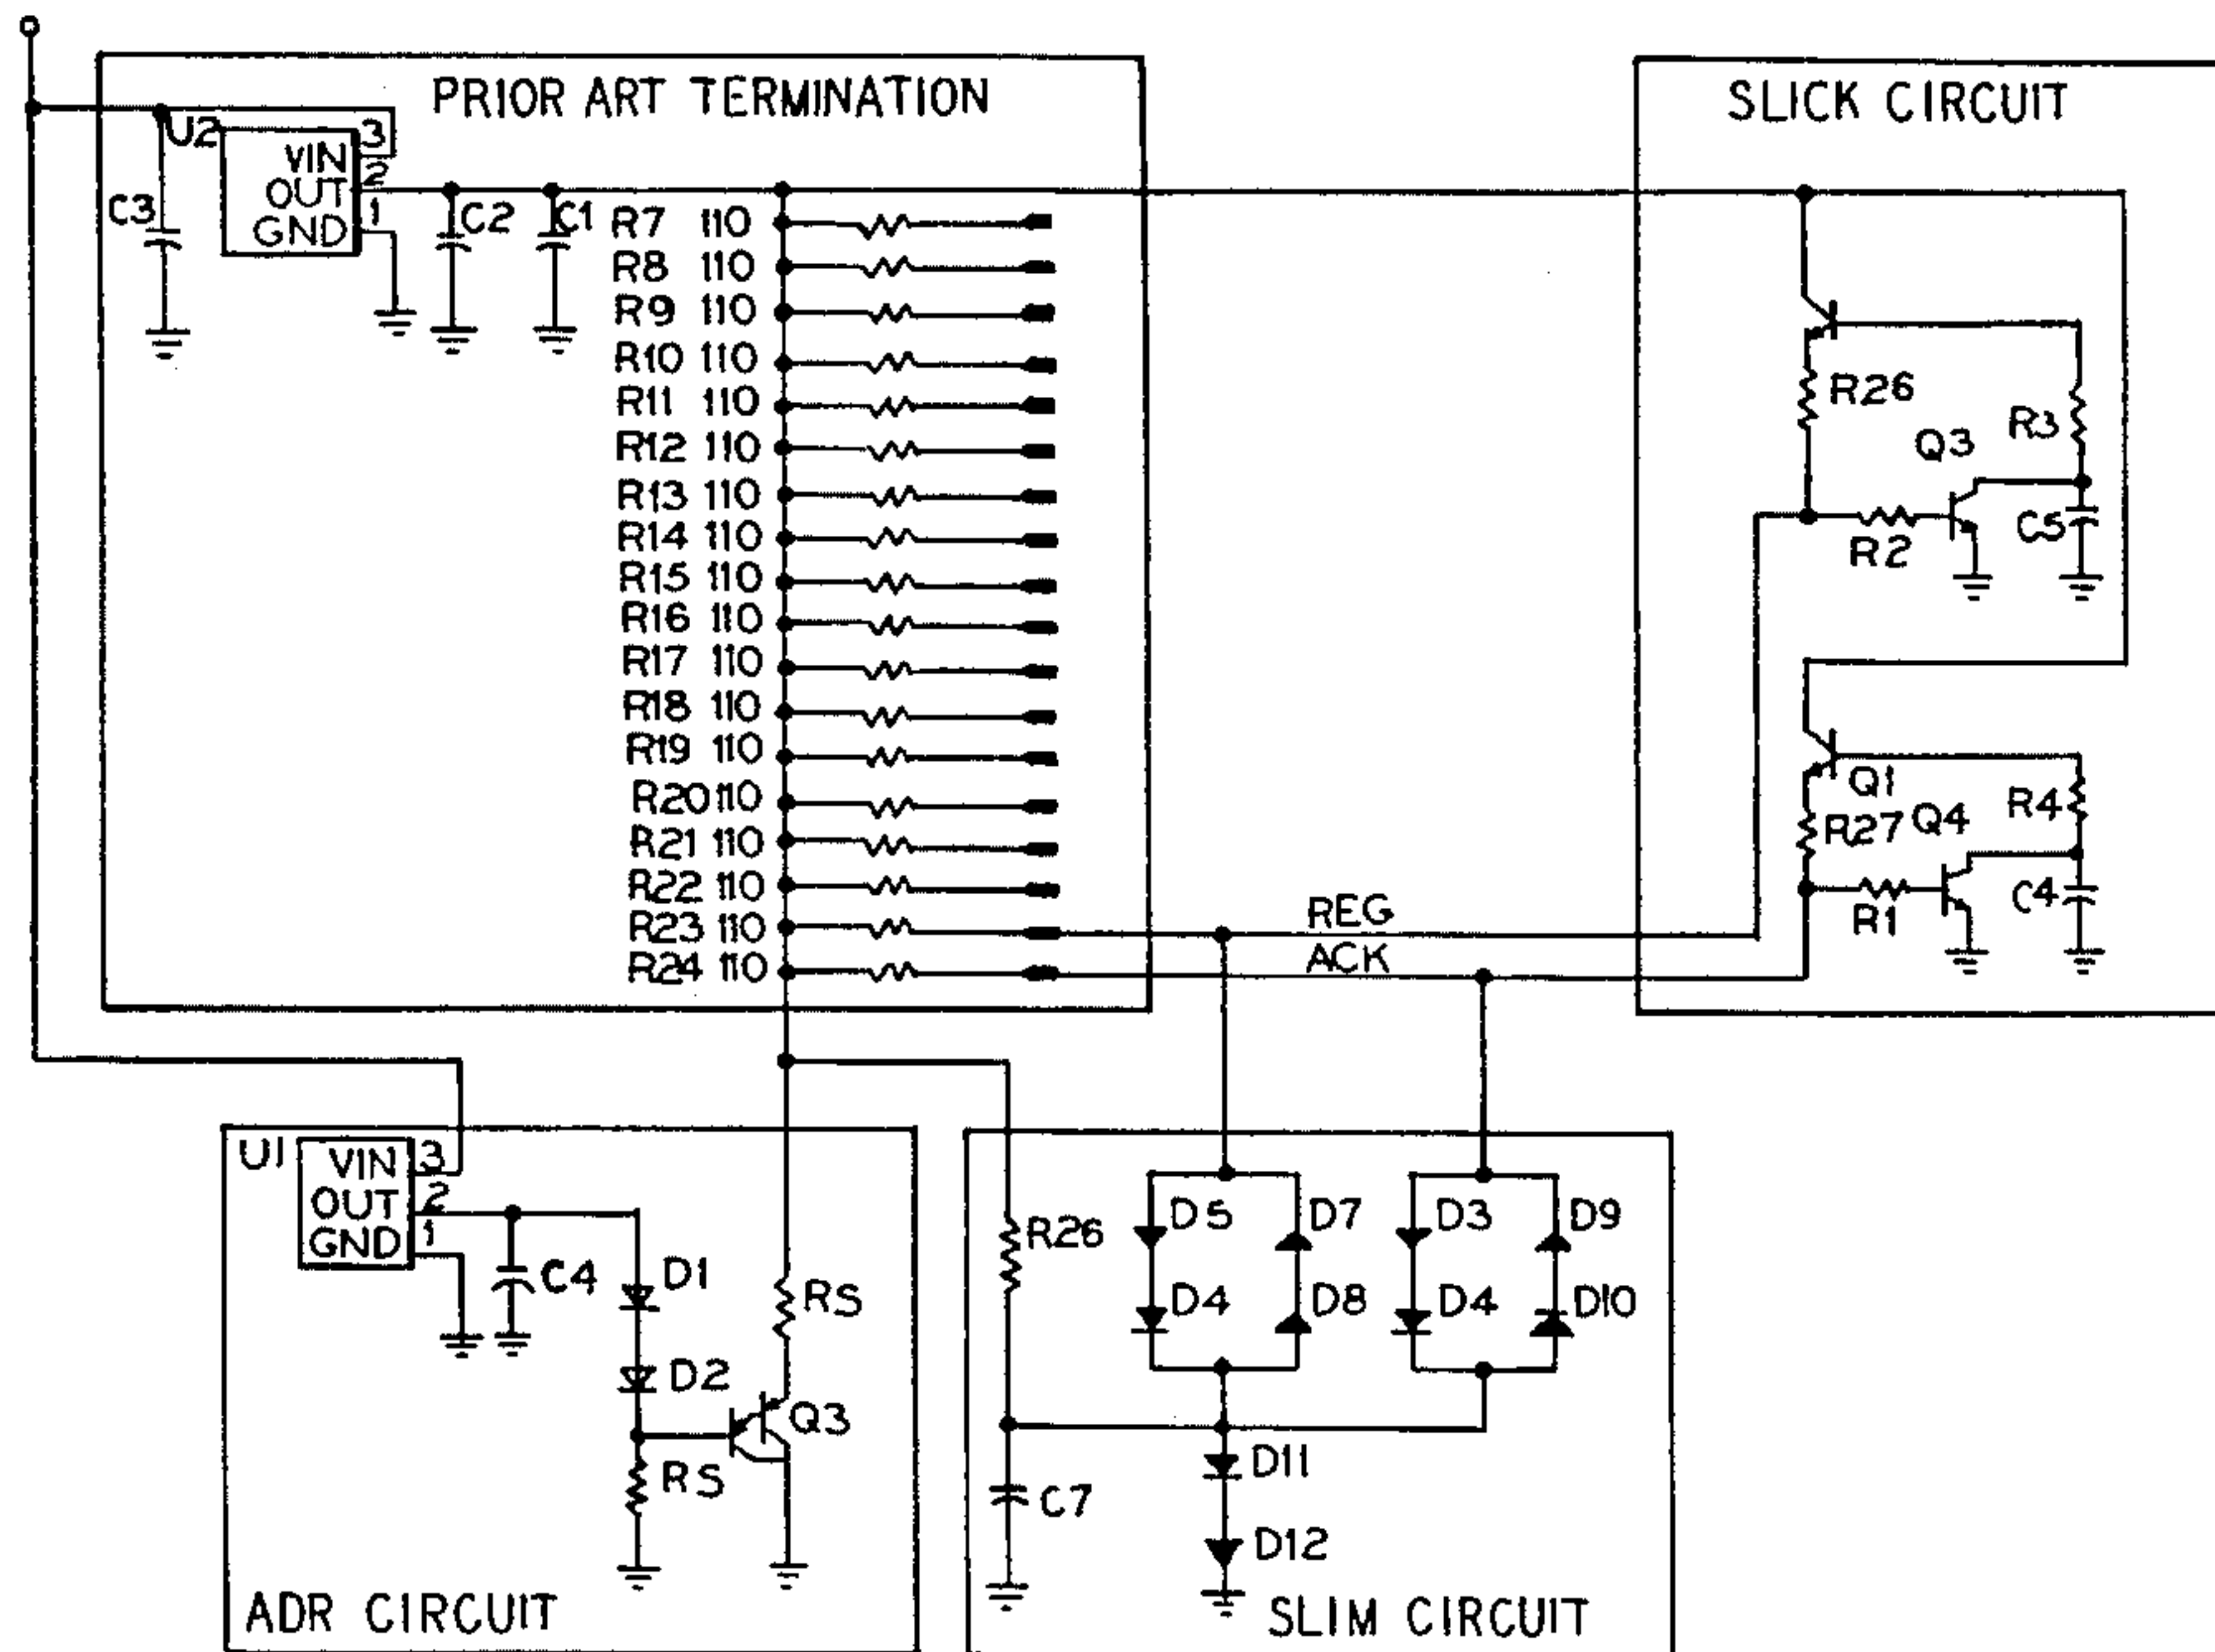 PRIOR ART TERMINATION
U2
VIN 3
OUT 2
GND 1
C3
C2
C1
R7 110
R8 110
R9 110
R10 110
R11 110
R12 110
R13 110
R14 110
R15 110
R16 110
R17 110
R18 110
R19 110
R20 110
R21 110
R22 110
R23 110
R24 110
REG
ACK
SLICK CIRCUIT
R26
Q3
R3
R2
C5
Q1
R27
Q4
R4
R1
C4
U1
VIN 3
OUT 2
GND 1
C4
D1
D2
RS
RS
Q3
ADR CIRCUIT
R26
C7
D5
D7
D4
D8
D3
D9
D4
D10
D11
D12
SLIM CIRCUIT